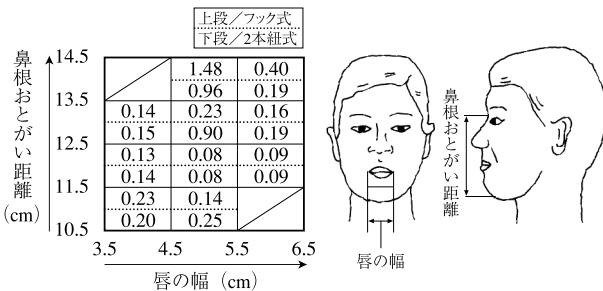 上段／フック式
下段／2本紐式
鼻根おとがい距離
(cm)
14.5
13.5
12.5
11.5
10.5
1.48 0.40
0.96 0.19
0.14 0.23 0.16
0.15 0.90 0.19
0.13 0.08 0.09
0.14 0.08 0.09
0.23 0.14
0.20 0.25
3.5 4.5 5.5 6.5
唇の幅 (cm)
唇の幅
鼻根おとがい距離